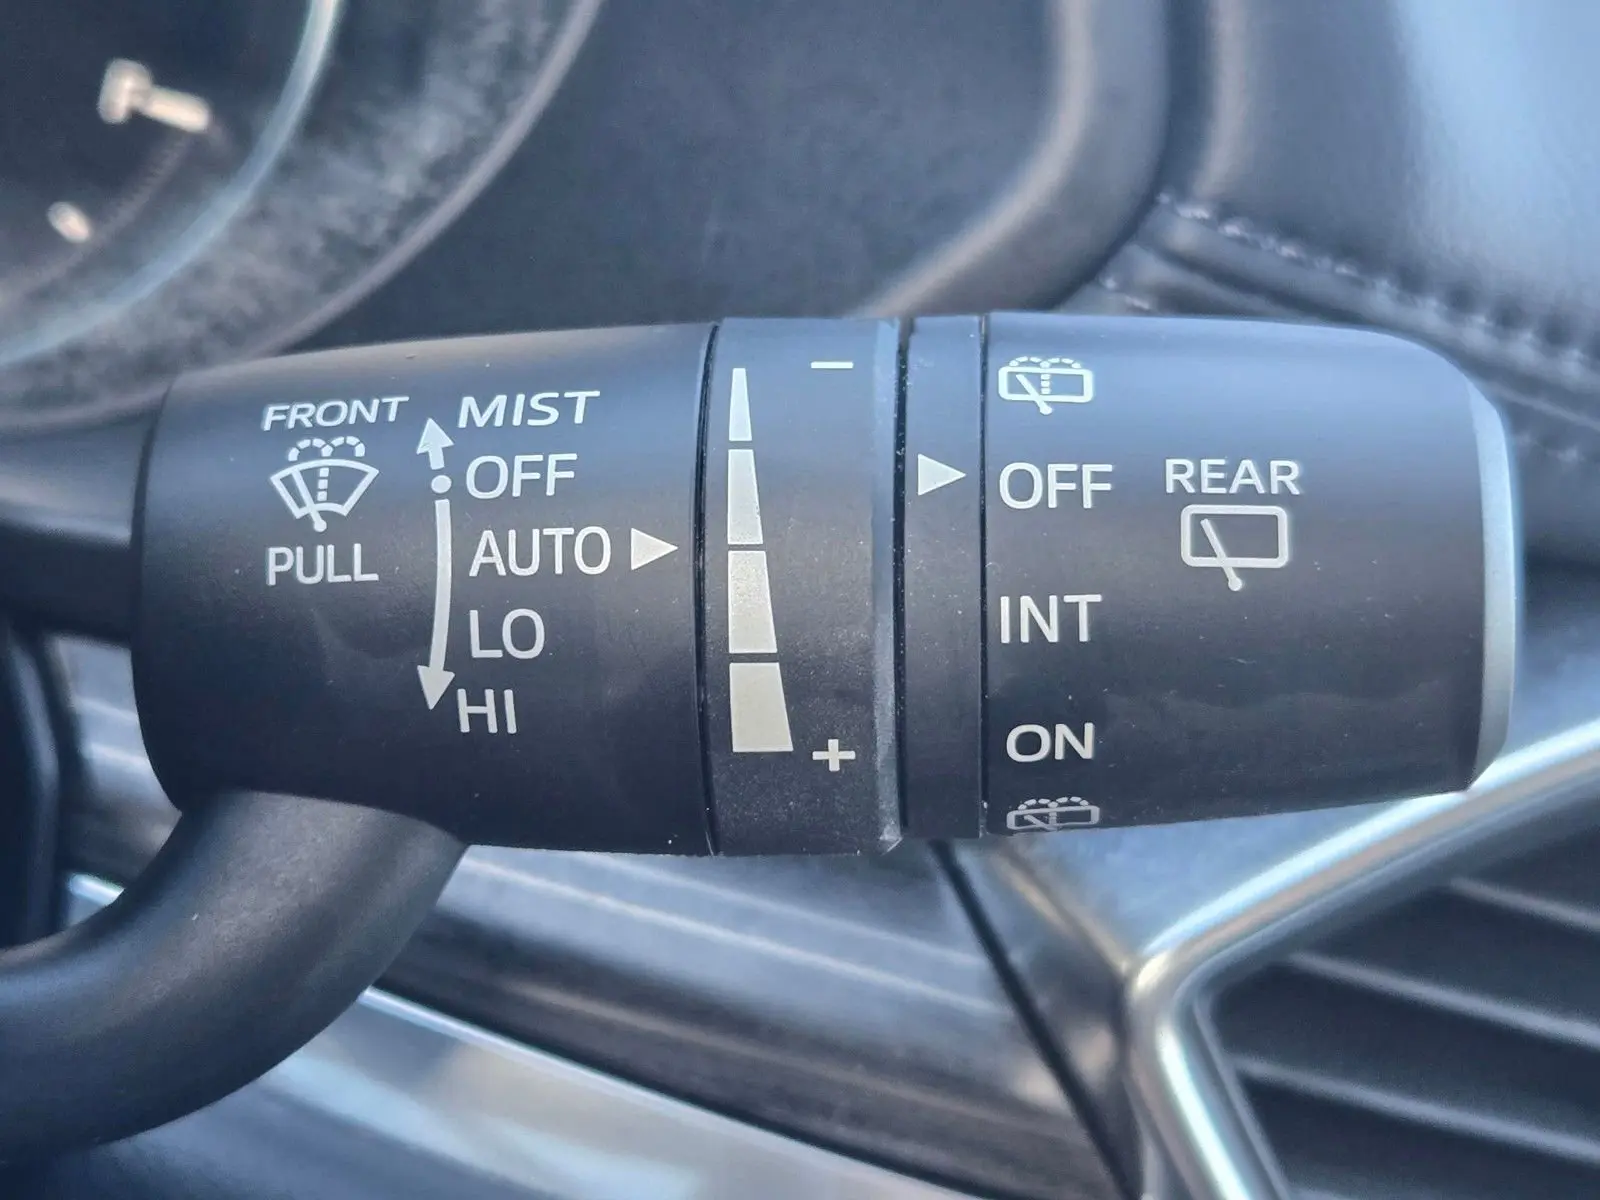 FRONT
PULL
MIST
OFF
AUTO
LO
HI
−
+
OFF
INT
ON
REAR